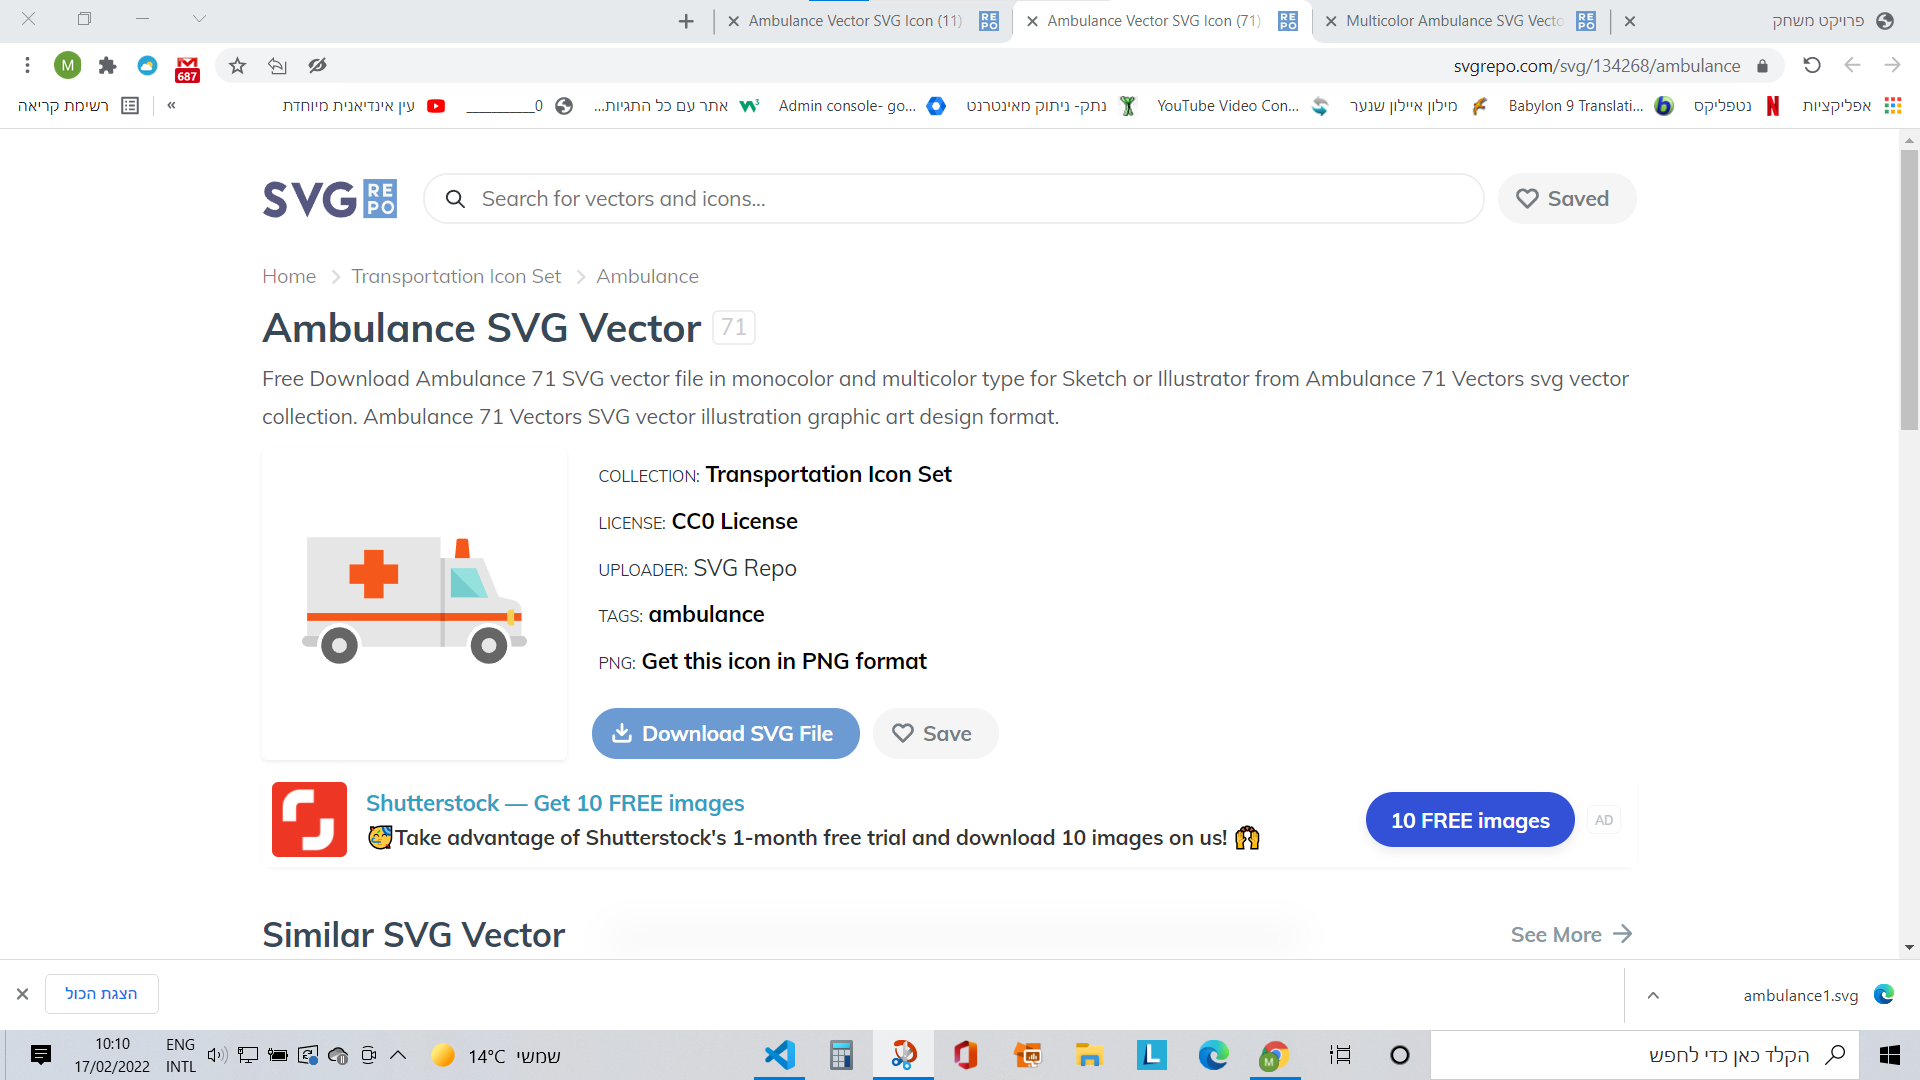 Ambulance Vector SVG Icon (11)
Ambulance Vector SVG Icon (71)
Multicolor Ambulance SVG Vecto
פרויקט משחק
M
687
svgrepo.com/svg/134268/ambulance
אפליקציות
נטפליקס
Babylon 9 Translati...
מילון איילון שנער
YouTube Video Con...
נתק- ניתוק מאינטרנט
Admin console- go...
אתר עם כל התגיות...
0__________
עין אינדיאנית מיוחדת
»
רשימת קריאה
SVG REPO
Search for vectors and icons...
Saved
Home > Transportation Icon Set > Ambulance
Ambulance SVG Vector 71
Free Download Ambulance 71 SVG vector file in monocolor and multicolor type for Sketch or Illustrator from Ambulance 71 Vectors svg vector
collection. Ambulance 71 Vectors SVG vector illustration graphic art design format.
COLLECTION: Transportation Icon Set
LICENSE: CC0 License
UPLOADER: SVG Repo
TAGS: ambulance
PNG: Get this icon in PNG format
Download SVG File
Save
Shutterstock — Get 10 FREE images
🥳Take advantage of Shutterstock's 1-month free trial and download 10 images on us! 🙌
10 FREE images
AD
Similar SVG Vector
See More
הצגת הכול
ambulance1.svg
10:10
17/02/2022
ENG
INTL
14°C שמשי
הקלד כאן כדי לחפש